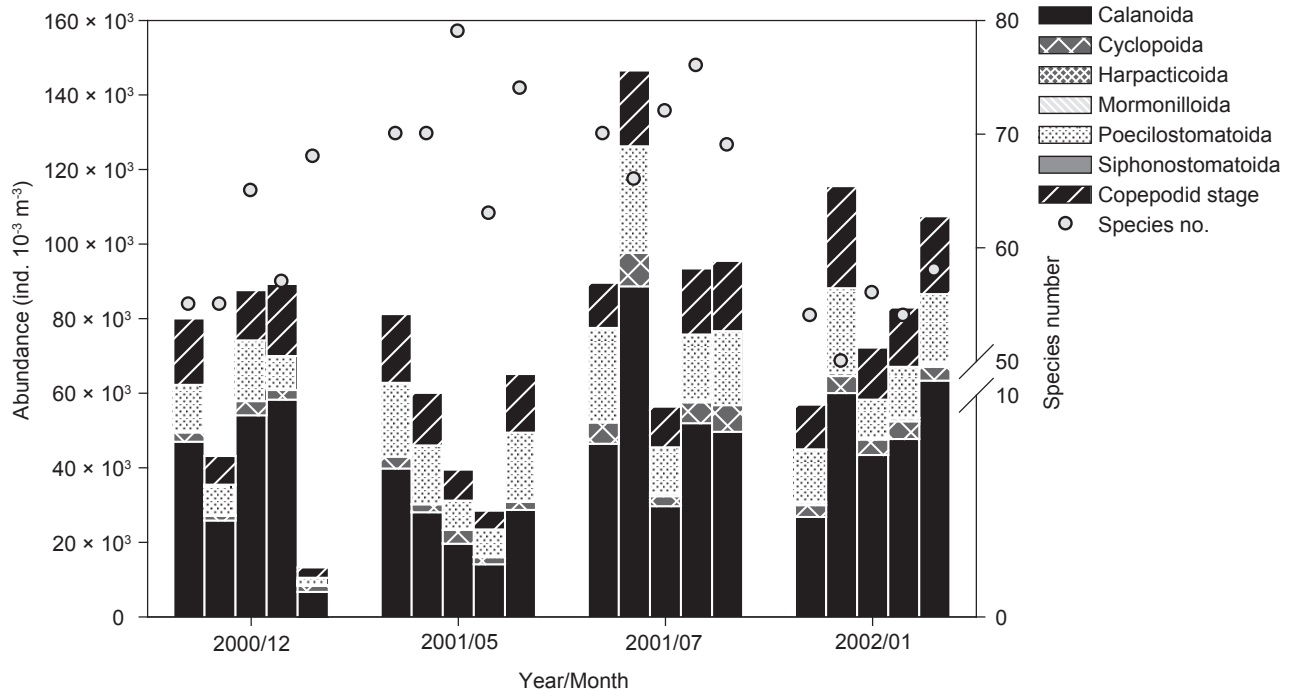 160 × 10³
140 × 10³
120 × 10³
100 × 10³
80 × 10³
60 × 10³
40 × 10³
20 × 10³
0
Abundance (ind. 10⁻³ m⁻³)
2000/12
2001/05
2001/07
2002/01
Year/Month
80
70
60
50
10
0
Species number
Calanoida
Cyclopoida
Harpacticoida
Mormonilloida
Poecilostomatoida
Siphonostomatoida
Copepodid stage
Species no.